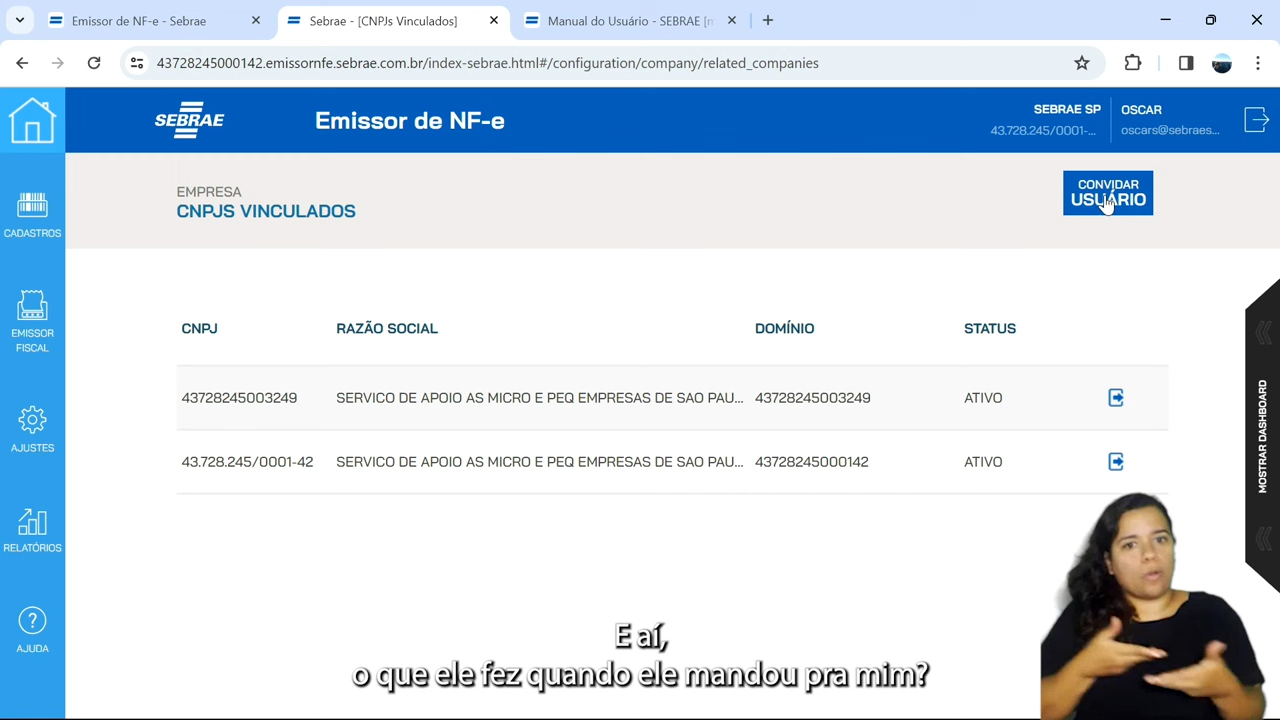 Emissor de NF-e - Sebrae
Sebrae - [CNPJs Vinculados]
Manual do Usuário - SEBRAE [m
43728245000142.emissornfe.sebrae.com.br/index-sebrae.html#/configuration/company/related_companies
SEBRAE
Emissor de NF-e
SEBRAE SP
43.728.245/0001-...
OSCAR
oscars@sebraes...
CADASTROS
EMISSOR
FISCAL
AJUSTES
RELATÓRIOS
AJUDA
EMPRESA
CNPJS VINCULADOS
CONVIDAR
USUÁRIO
CNPJ RAZÃO SOCIAL DOMÍNIO STATUS
43728245003249 SERVICO DE APOIO AS MICRO E PEQ EMPRESAS DE SAO PAU... 43728245003249 ATIVO
43.728.245/0001-42 SERVICO DE APOIO AS MICRO E PEQ EMPRESAS DE SAO PAU... 43728245000142 ATIVO
MOSTRAR DASHBOARD
E aí,
o que ele fez quando ele mandou pra mim?